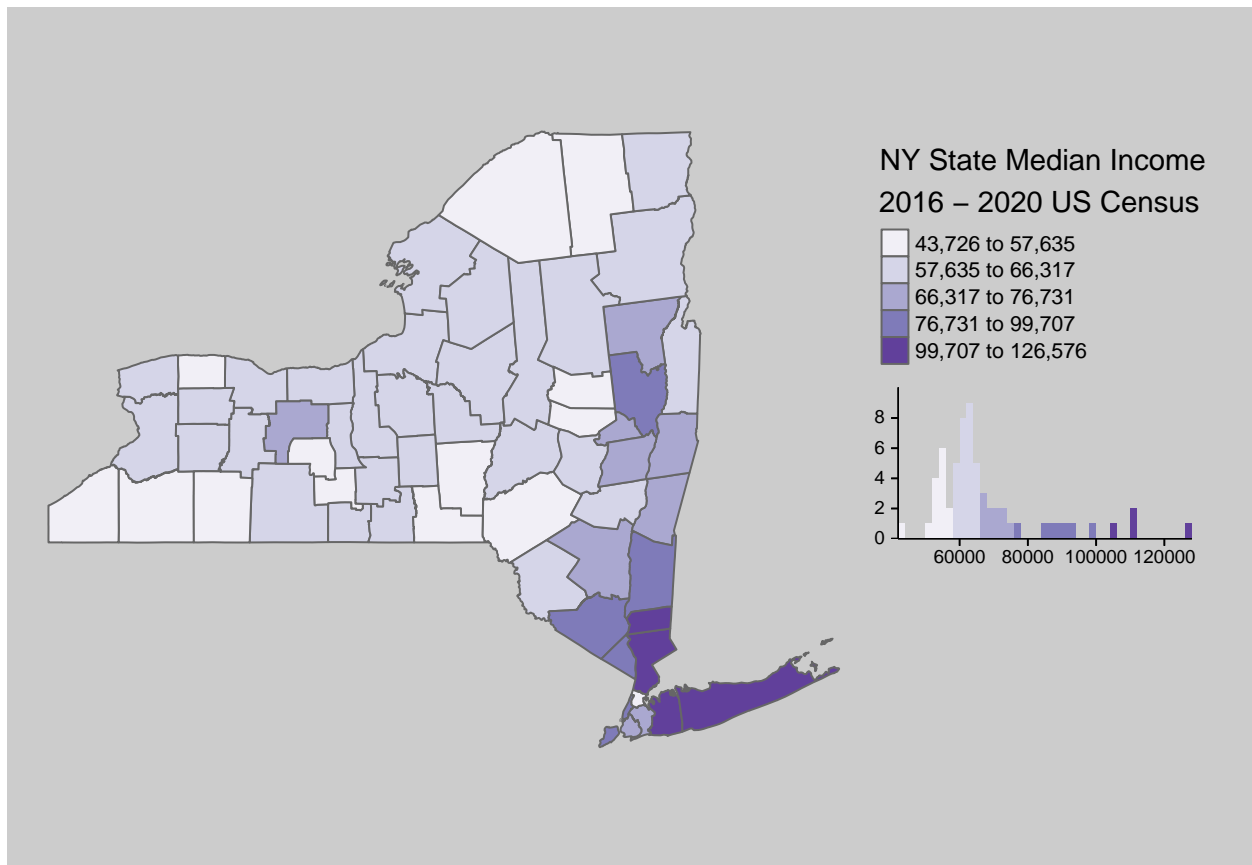 NY State Median Income
2016 – 2020 US Census
43,726 to 57,635
57,635 to 66,317
66,317 to 76,731
76,731 to 99,707
99,707 to 126,576
8
6
4
2
0
60000 80000 100000 120000